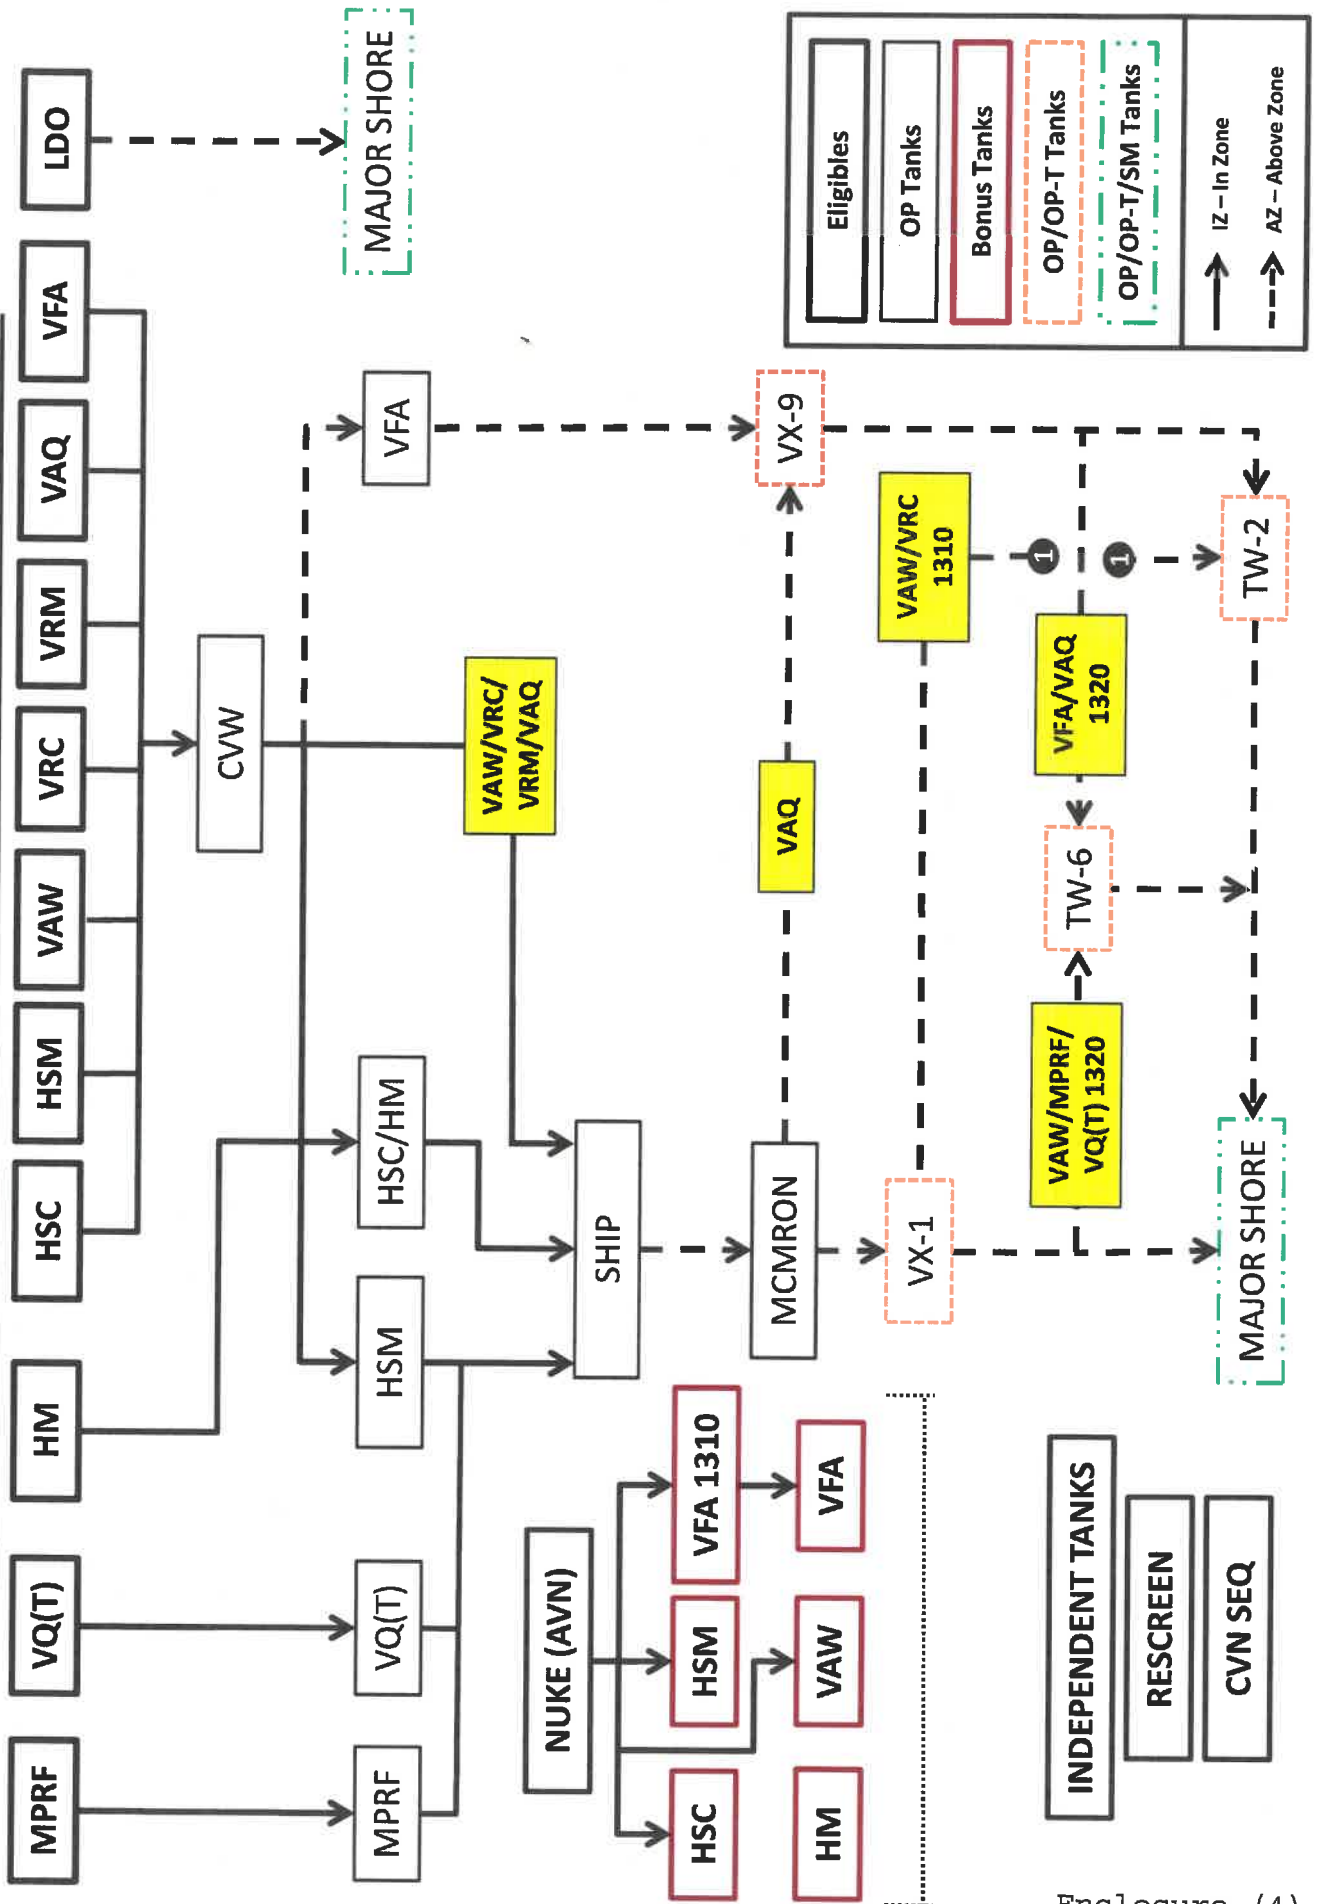 MPRF
VQ(T)
HM
HSC
HSM
VAW
VRC
VRM
VAQ
VFA
LDO
CVW
MPRF
VQ(T)
HSM
HSC/HM
VFA
MAJOR SHORE
VAW/VRC/
VRM/VAQ
SHIP
NUKE (AVN)
HSC
HSM
VFA 1310
HM
VAW
VFA
MCMRON
VAQ
VX-9
VX-1
VAW/VRC
1310
1
1
VAW/MPRF/
VQ(T) 1320
TW-6
VFA/VAQ
1320
TW-2
MAJOR SHORE
INDEPENDENT TANKS
RESCREEN
CVN SEQ
Eligibles
OP Tanks
Bonus Tanks
OP/OP-T Tanks
OP/OP-T/SM Tanks
IZ – In Zone
AZ – Above Zone
Enclosure (4)